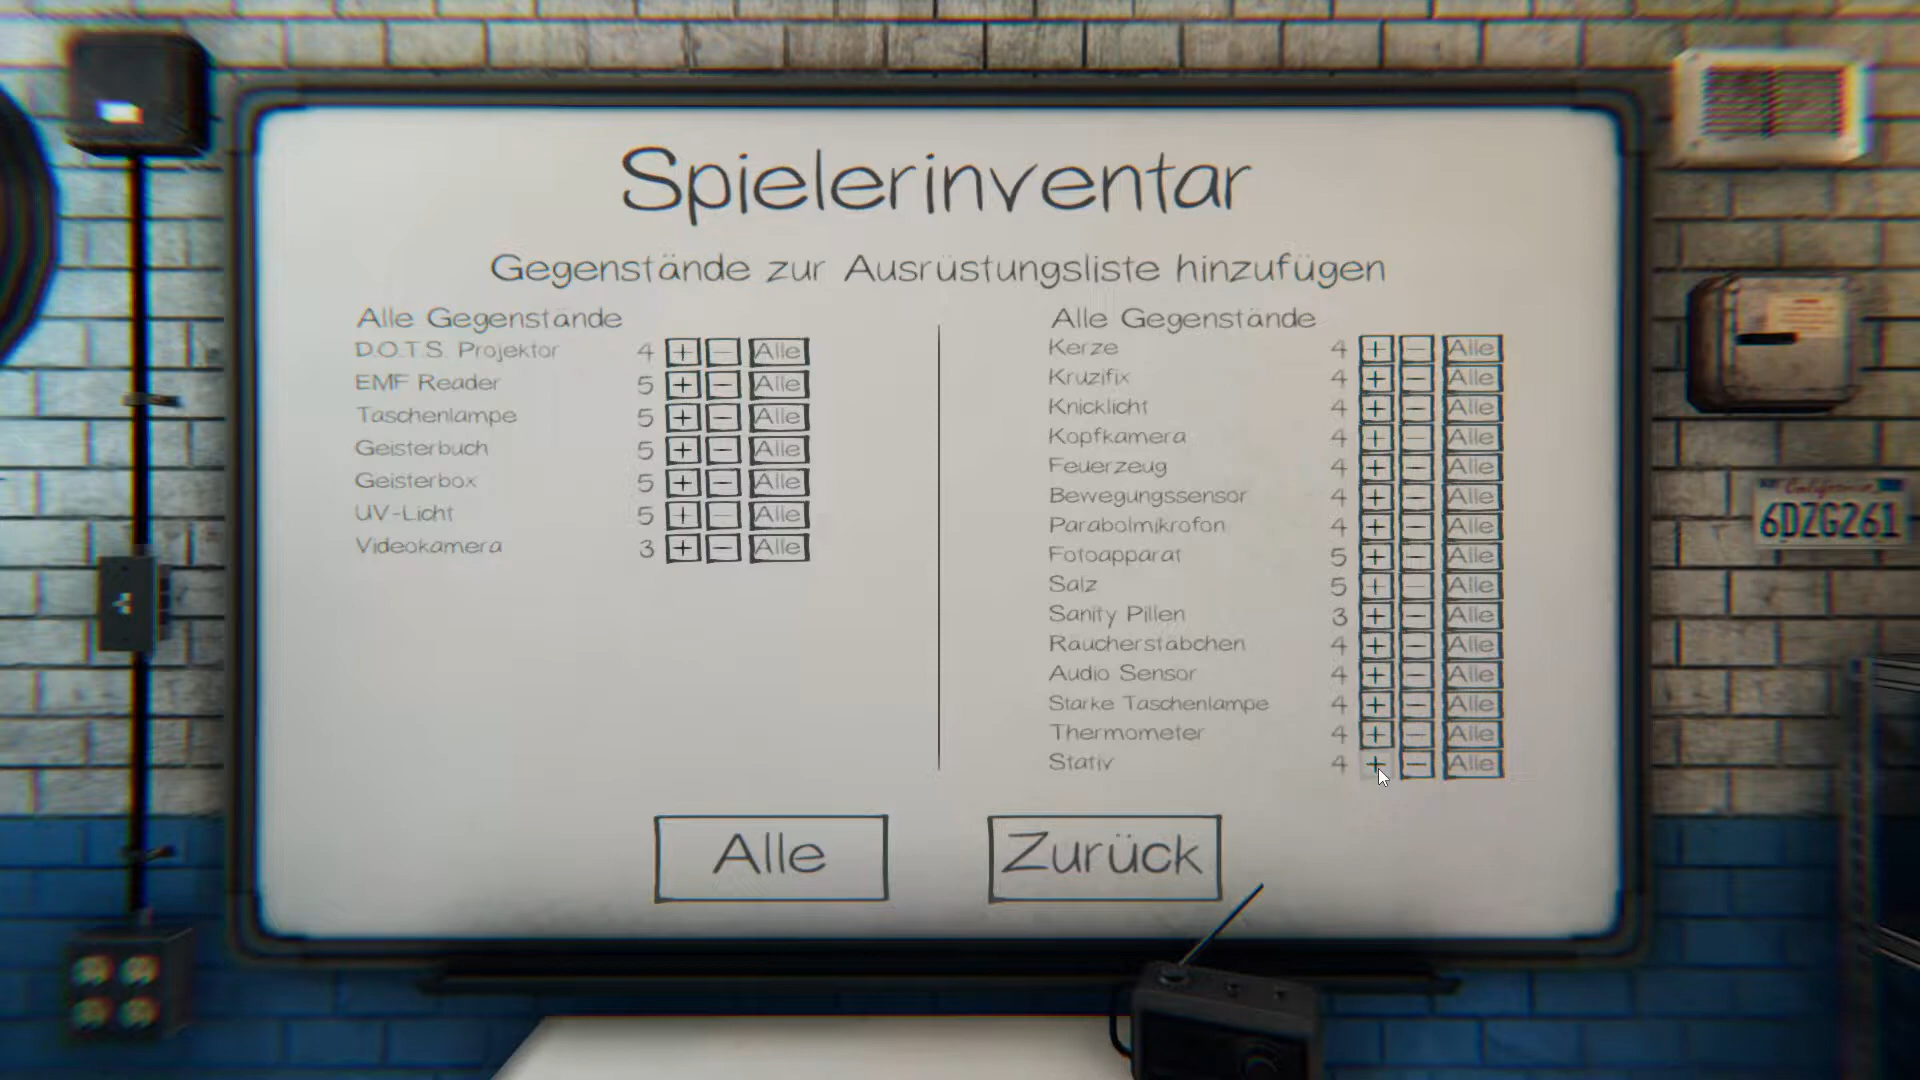 Spielerinventar
Gegenstände zur Ausrüstungsliste hinzufügen
Alle Gegenstände
D.O.T.S. Projektor 4 + - Alle
EMF Reader 5 + - Alle
Taschenlampe 5 + - Alle
Geisterbuch 5 + - Alle
Geisterbox 5 + - Alle
UV-Licht 5 + - Alle
Videokamera 3 + - Alle
Alle Gegenstände
Kerze 4 + - Alle
Kruzifix 4 + - Alle
Knicklicht 4 + - Alle
Kopfkamera 4 + - Alle
Feuerzeug 4 + - Alle
Bewegungssensor 4 + - Alle
Parabolmikrofon 4 + - Alle
Fotoapparat 5 + - Alle
Salz 5 + - Alle
Sanity Pillen 3 + - Alle
Räucherstäbchen 4 + - Alle
Audio Sensor 4 + - Alle
Starke Taschenlampe 4 + - Alle
Thermometer 4 + - Alle
Stativ 4 + - Alle
Alle
Zurück
California
6DZG261